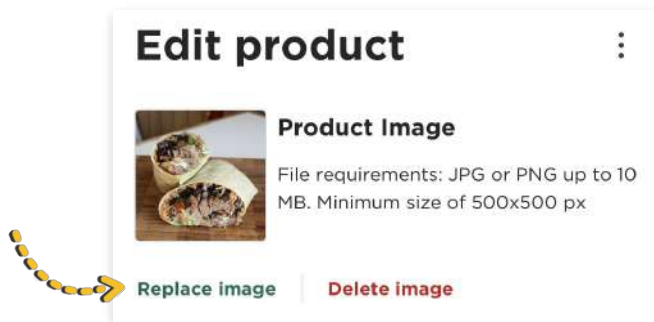 Edit product
Product Image
File requirements: JPG or PNG up to 10
MB. Minimum size of 500x500 px
Replace image
Delete image